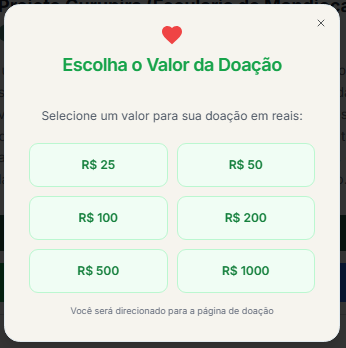 Escolha o Valor da Doação
Selecione um valor para sua doação em reais:
R$ 25
R$ 50
R$ 100
R$ 200
R$ 500
R$ 1000
Você será direcionado para a página de doação